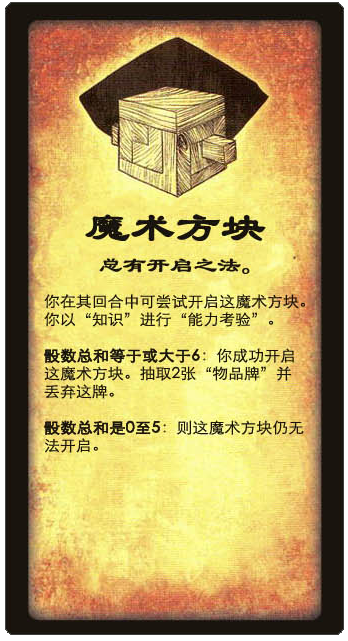 魔术方块
总有开启之法。
你在其回合中可尝试开启这魔术方块。
你以“知识”进行“能力考验”。
骰数总和等于或大于6：你成功开启
这魔术方块。抽取2张“物品牌”并
丢弃这牌。
骰数总和是0至5：则这魔术方块仍无
法开启。